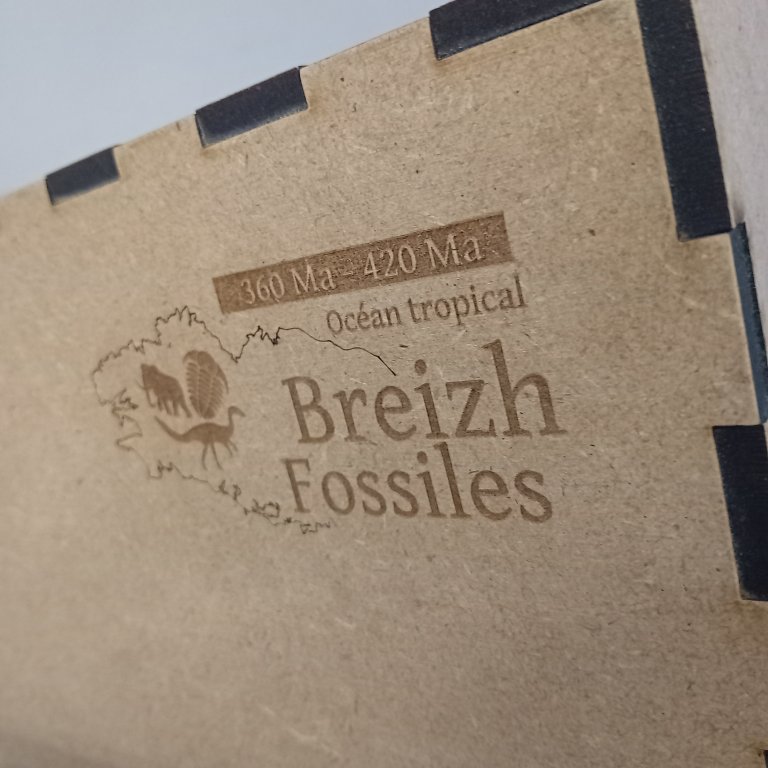 360 Ma - 420 Ma
Océan tropical
Breizh
Fossiles